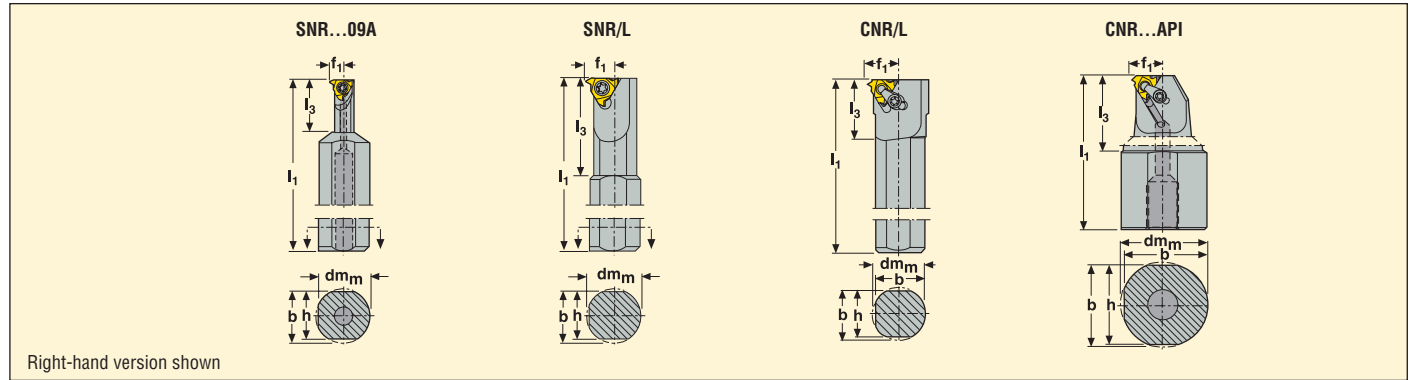 SNR...09A SNR/L CNR/L CNR...API
f1 f1 f1 f1
l3 l3 l3 l3
l1 l1 l1 l1
dmm dmm dmm dmm
b b
b h b h b h b h
Right-hand version shown